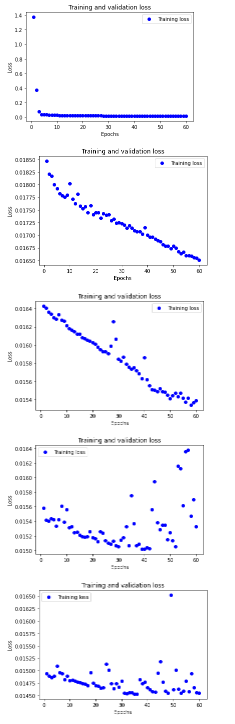 Training and validation loss
1.4
1.2
1.0
0.8
0.6
0.4
0.2
0.0
Loss
Training loss
0 10 20 30 40 50 60
Epochs
Training and validation loss
0.01850
0.01825
0.01800
0.01775
0.01750
0.01725
0.01700
0.01675
0.01650
Loss
Training loss
0 10 20 30 40 50 60
Epochs
Training and validation loss
0.0164
0.0162
0.0160
0.0158
0.0156
0.0154
Loss
Training loss
0 10 20 30 40 50 60
Epochs
Training and validation loss
0.0164
0.0162
0.0160
0.0158
0.0156
0.0154
0.0152
0.0150
Loss
Training loss
0 10 20 30 40 50 60
Epochs
Training and validation loss
0.01650
0.01625
0.01600
0.01575
0.01550
0.01525
0.01500
0.01475
0.01450
Loss
Training loss
0 10 20 30 40 50 60
Epochs